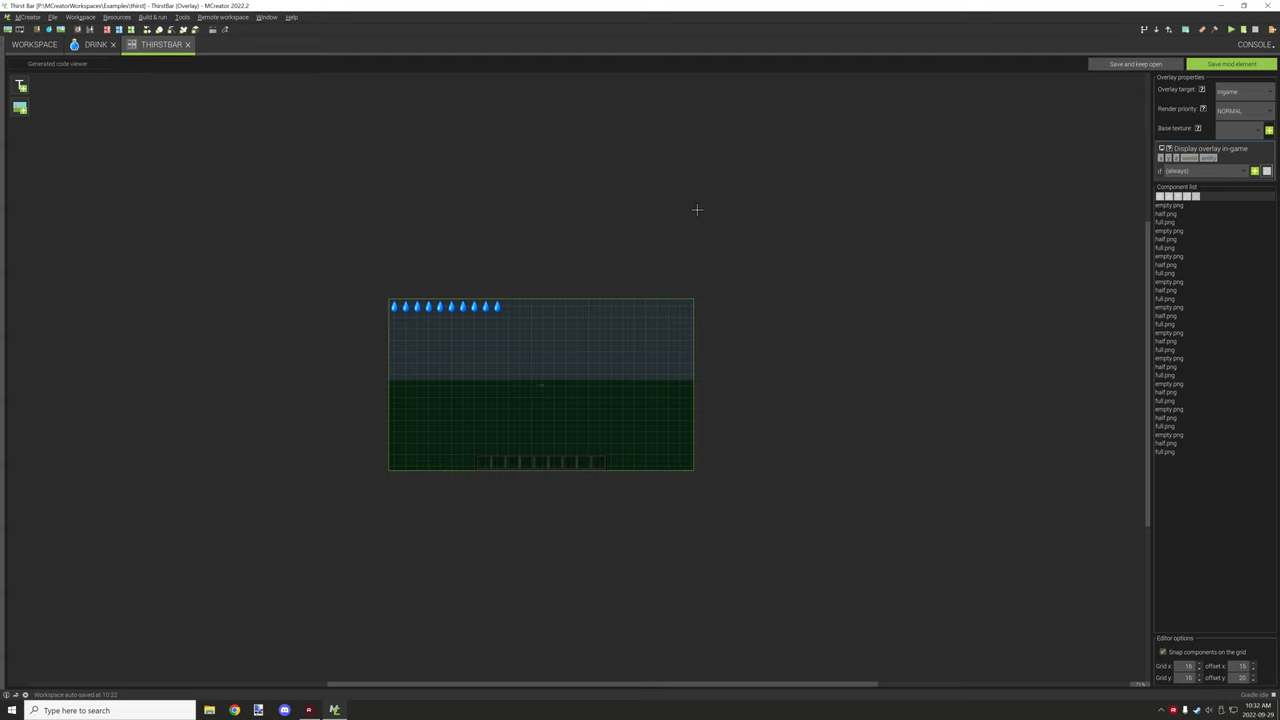 Thirst Bar [P:\MCreatorWorkspaces\Examples\thirst] - ThirstBar (Overlay) - MCreator 2022.2
MCreator File Workspace Resources Build & run Tools Remote workspace Window Help
WORKSPACE DRINK THIRSTBAR CONSOLE
Generated code viewer Save and keep open Save mod element
Overlay properties
Overlay target: Ingame
Render priority: NORMAL
Base texture:
Display overlay in-game
x y z world entity
if: (always)
Component list
empty.png
half.png
full.png
empty.png
half.png
full.png
empty.png
half.png
full.png
empty.png
half.png
full.png
empty.png
half.png
full.png
empty.png
half.png
full.png
empty.png
half.png
full.png
empty.png
half.png
full.png
empty.png
half.png
full.png
empty.png
half.png
full.png
Editor options
Snap components on the grid
Grid x: 16 offset x: 15
Grid y: 16 offset y: 20
Workspace auto-saved at 10:22 Gradle idle
Type here to search 10:32 AM
2022-09-29